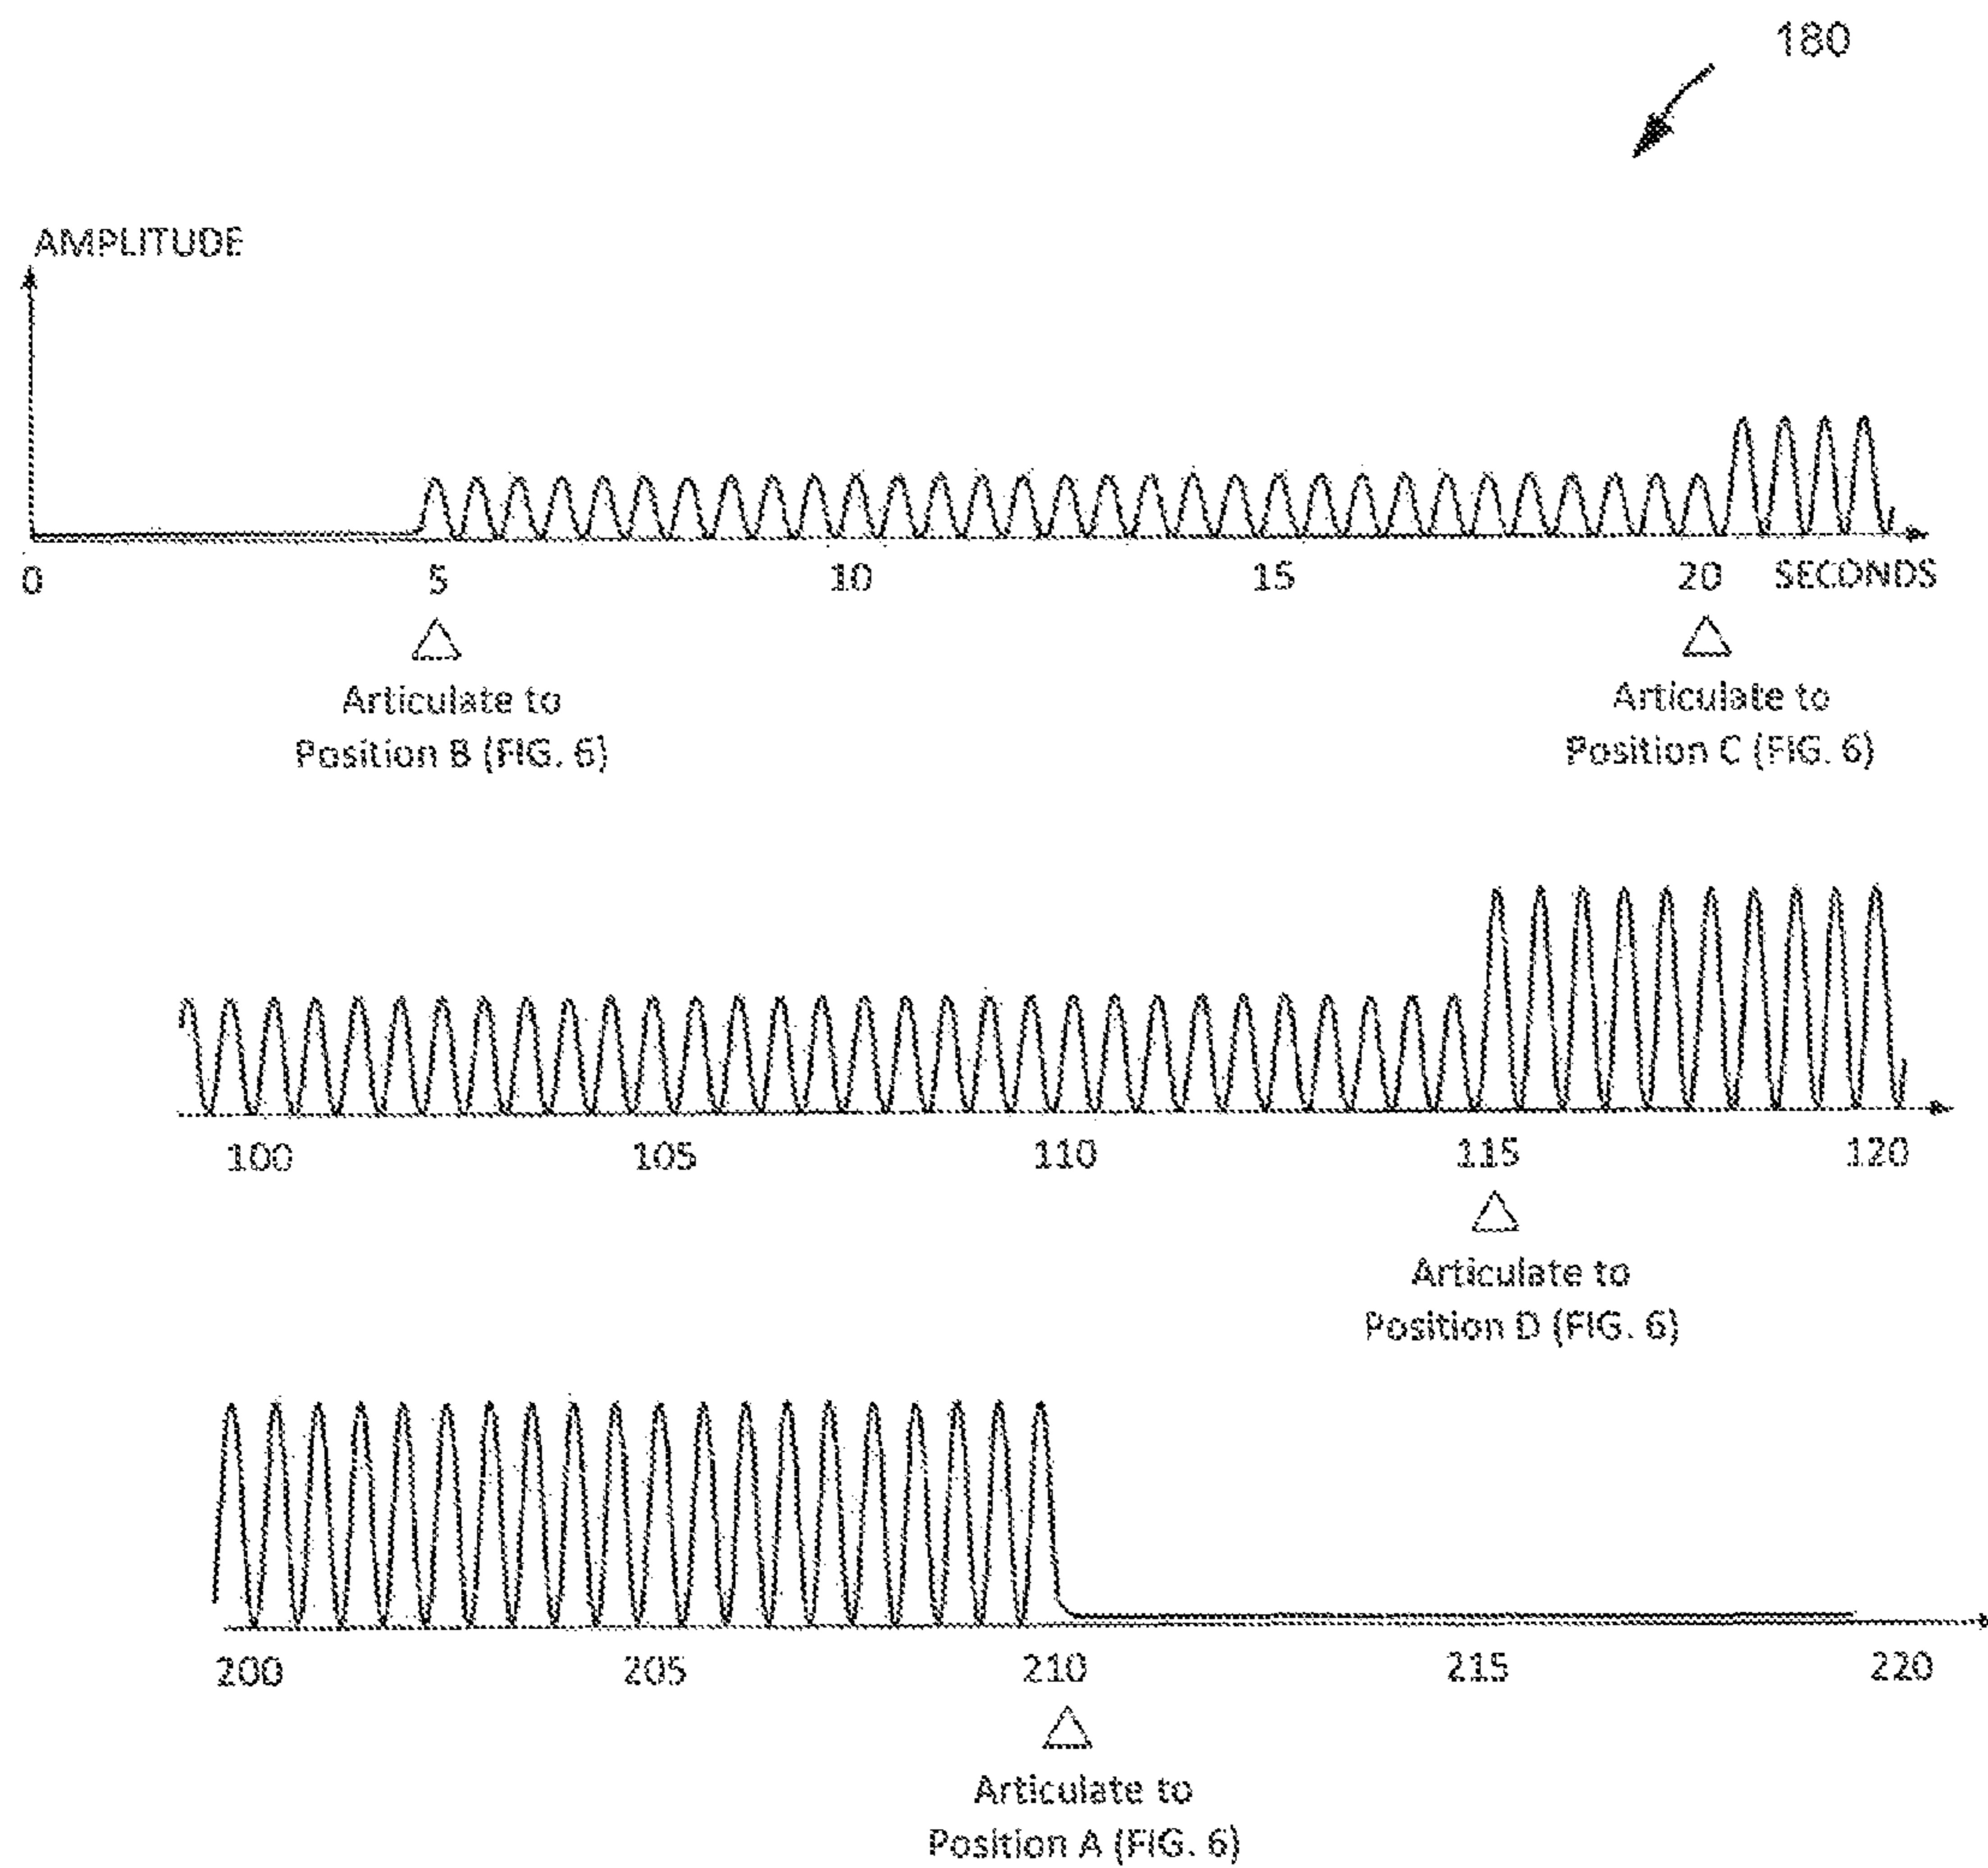 180
AMPLITUDE
0 5 10 15 20 SECONDS
Articulate to
Position B (FIG. 6)
Articulate to
Position C (FIG. 6)
100 105 110 115 120
Articulate to
Position D (FIG. 6)
200 205 210 215 220
Articulate to
Position A (FIG. 6)